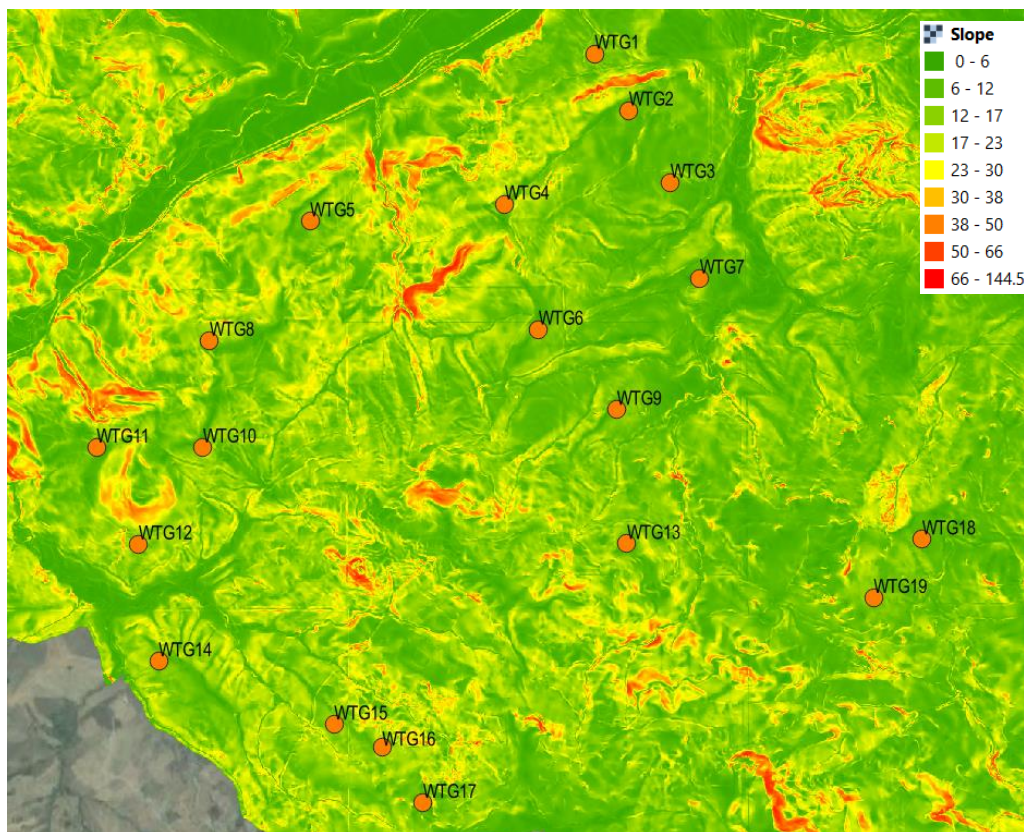 Slope
0 - 6
6 - 12
12 - 17
17 - 23
23 - 30
30 - 38
38 - 50
50 - 66
66 - 144.5
WTG1
WTG2
WTG3
WTG4
WTG5
WTG7
WTG6
WTG8
WTG9
WTG11
WTG10
WTG12
WTG13
WTG18
WTG19
WTG14
WTG15
WTG16
WTG17